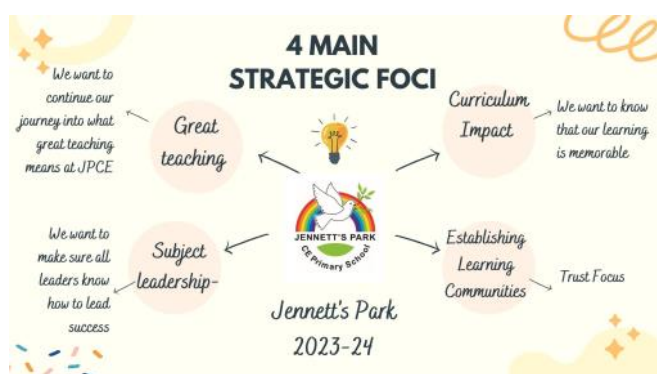 4 MAIN
STRATEGIC FOCI
We want to
continue our
journey into what
great teaching
means at JPCE
Great
teaching
Curriculum
Impact
We want to know
that our learning
is memorable
We want to
make sure all
leaders know
how to lead
success
Subject
leadership-
JENNETT'S PARK
CE Primary School
Establishing
Learning
Communities
Trust Focus
Jennett's Park
2023-24